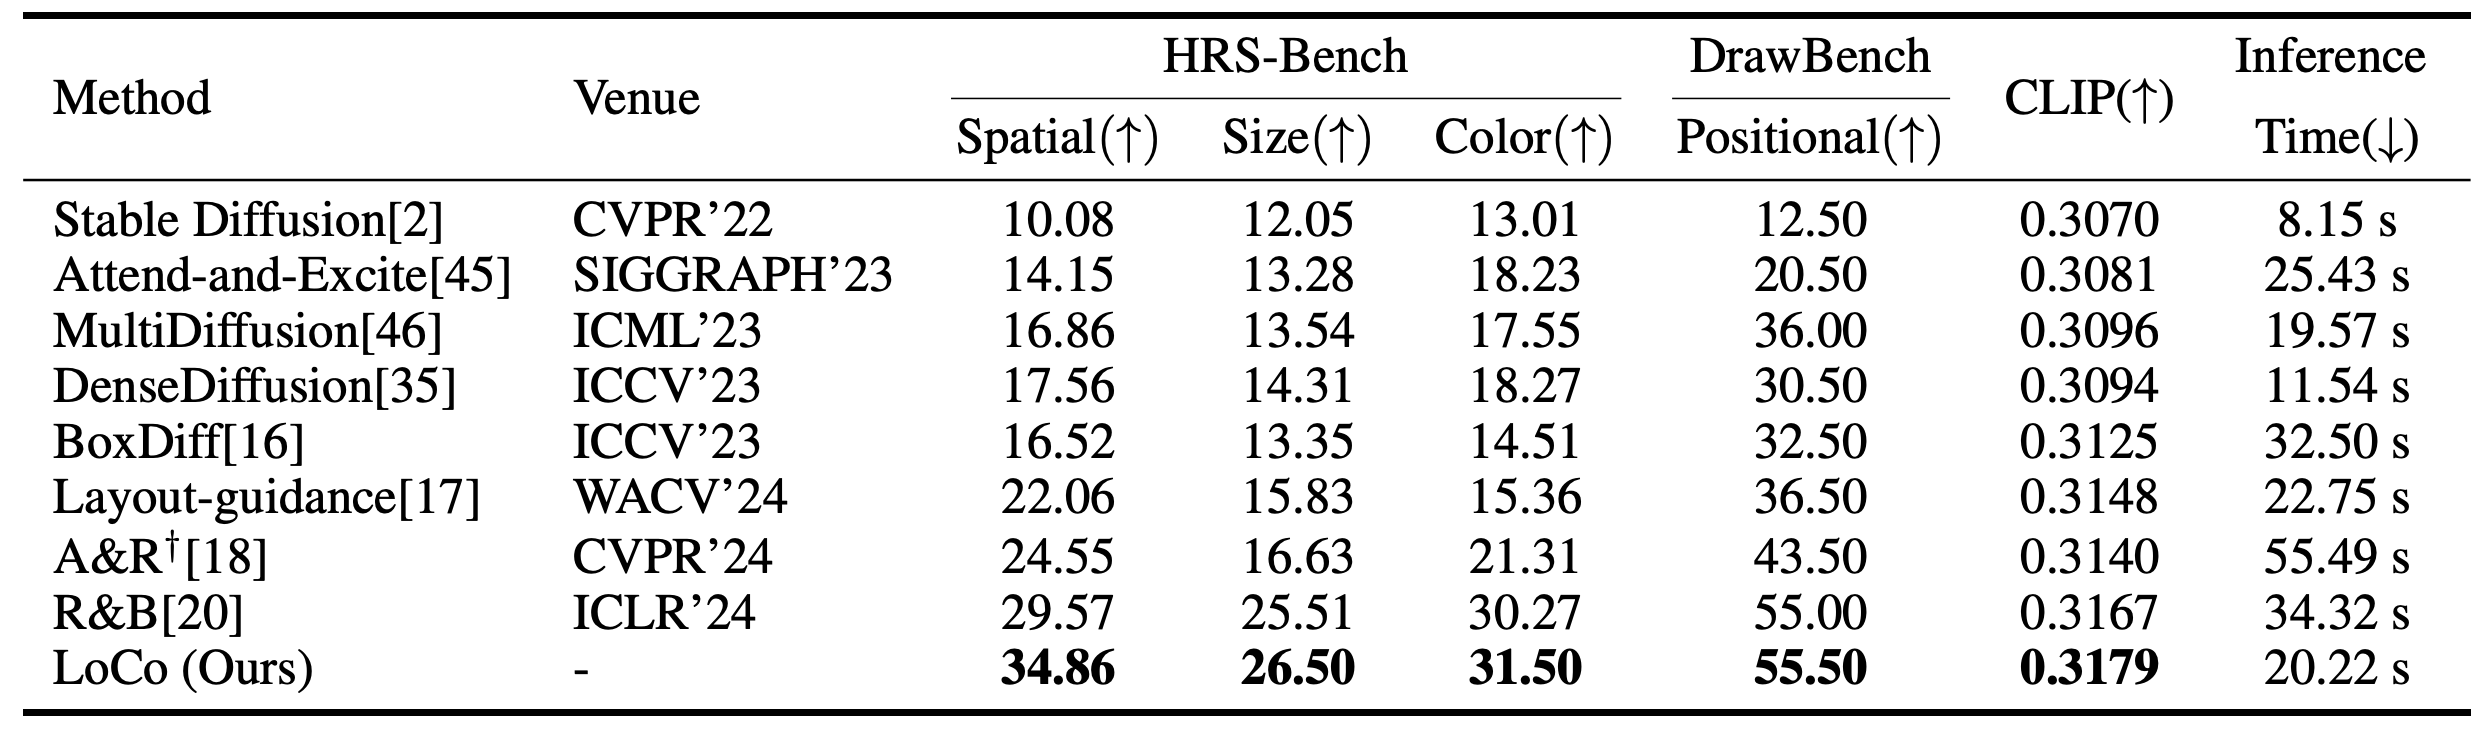 Method Venue HRS-Bench DrawBench CLIP(↑) Inference Time(↓)
Spatial(↑) Size(↑) Color(↑) Positional(↑)
Stable Diffusion[2] CVPR’22 10.08 12.05 13.01 12.50 0.3070 8.15 s
Attend-and-Excite[45] SIGGRAPH’23 14.15 13.28 18.23 20.50 0.3081 25.43 s
MultiDiffusion[46] ICML’23 16.86 13.54 17.55 36.00 0.3096 19.57 s
DenseDiffusion[35] ICCV’23 17.56 14.31 18.27 30.50 0.3094 11.54 s
BoxDiff[16] ICCV’23 16.52 13.35 14.51 32.50 0.3125 32.50 s
Layout-guidance[17] WACV’24 22.06 15.83 15.36 36.50 0.3148 22.75 s
A&R†[18] CVPR’24 24.55 16.63 21.31 43.50 0.3140 55.49 s
R&B[20] ICLR’24 29.57 25.51 30.27 55.00 0.3167 34.32 s
LoCo (Ours) - 34.86 26.50 31.50 55.50 0.3179 20.22 s